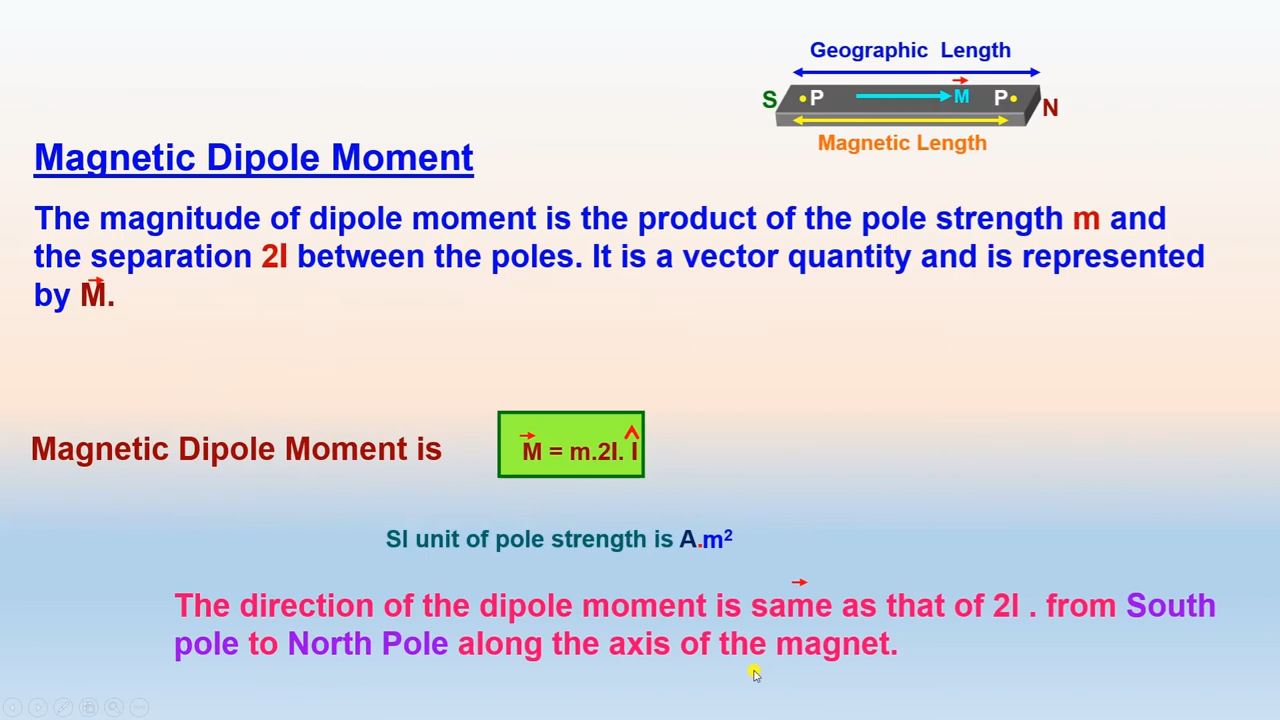 Geographic Length
S P M P N
Magnetic Length
Magnetic Dipole Moment
The magnitude of dipole moment is the product of the pole strength m and
the separation 2l between the poles. It is a vector quantity and is represented
by M⃗.
Magnetic Dipole Moment is
M⃗ = m.2l. l̂
SI unit of pole strength is A.m²
The direction of the dipole moment is same as that of 2l . from South
pole to North Pole along the axis of the magnet.